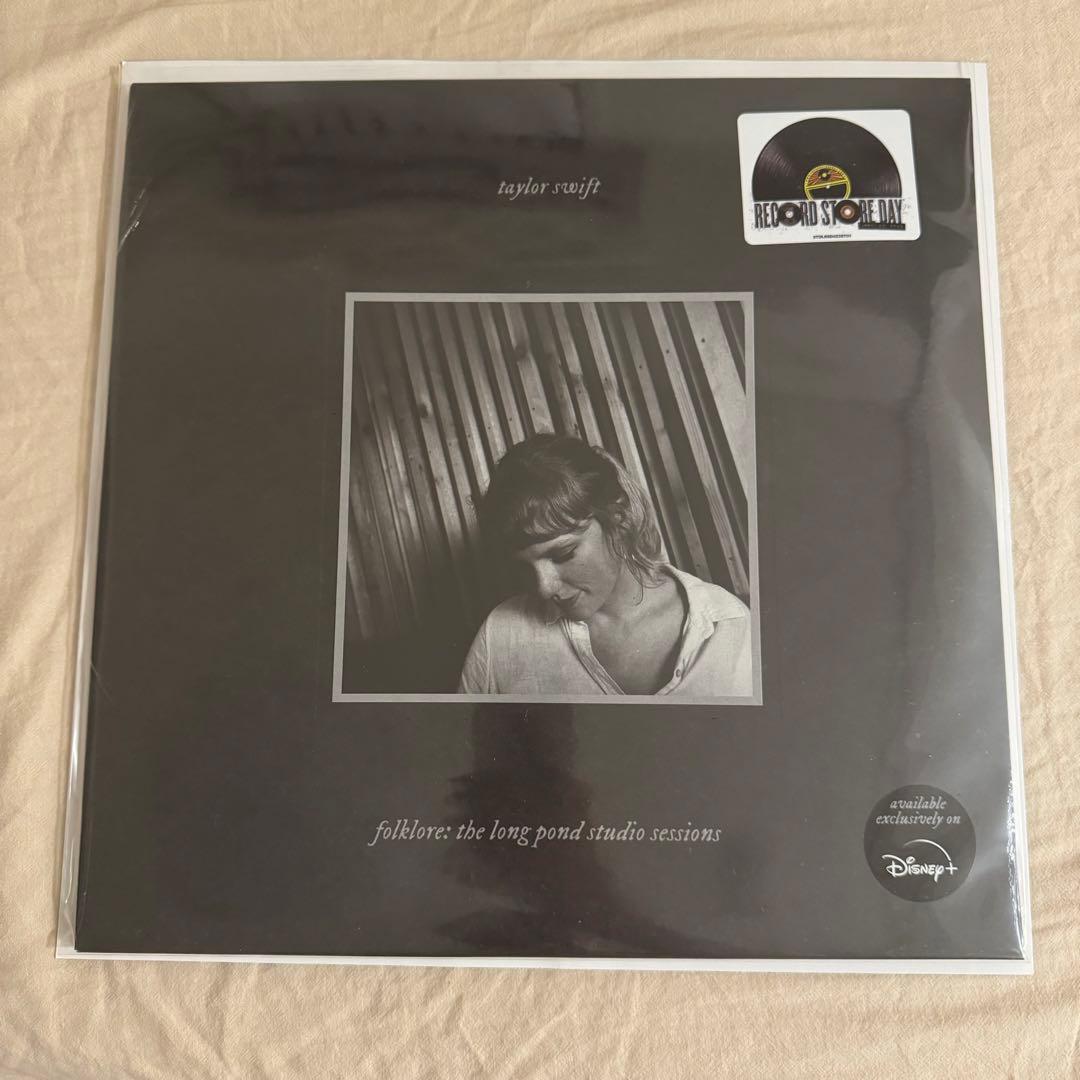 taylor swift
RECORD STORE DAY
folklore: the long pond studio sessions
available
exclusively on
Disney+